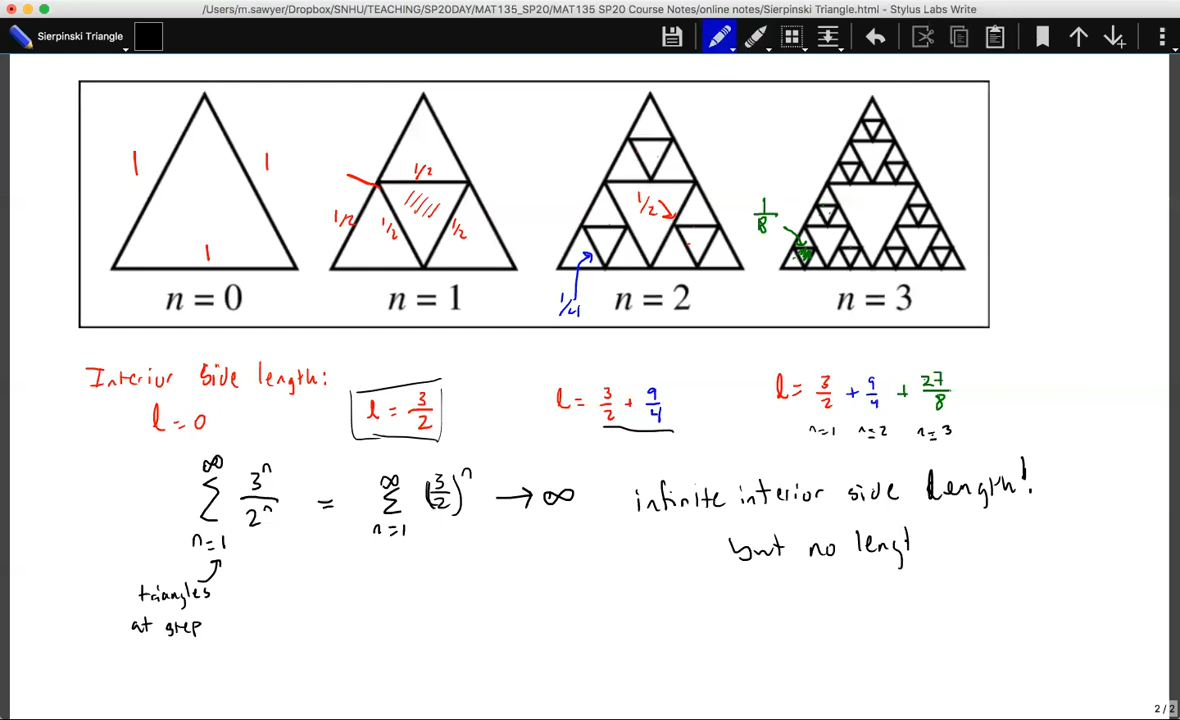 /Users/m.sawyer/Dropbox/SNHU/TEACHING/SP20DAY/MAT135_SP20/MAT135 SP20 Course Notes/online notes/Sierpinski Triangle.html - Stylus Labs Write
Sierpinski Triangle
1 1 1
1/2 1/2 1/2 1/2
1/2 1/4
1/8
n = 0 n = 1 n = 2 n = 3
Interior side length:
l = 0 l = 3/2 l = 3/2 + 9/4 l = 3/2 + 9/4 + 27/8
n=1 n=2 n=3
∞ ∑ n=1 3^n/2^n = ∞ ∑ n=1 (3/2)^n → ∞ infinite interior side length!
but no lengt
triangles
at step
2 / 2